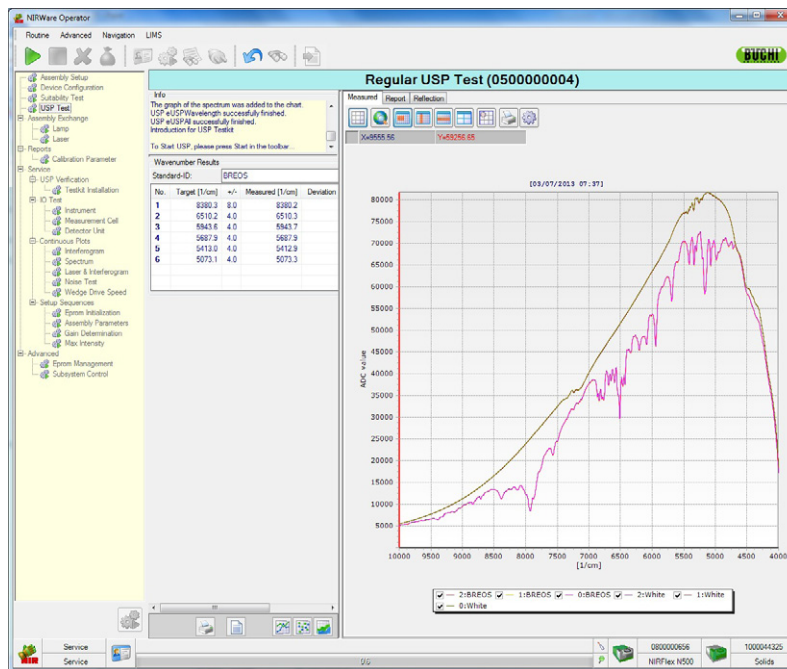 NIRWare Operator
Routine Advanced Navigation LIMS
BUCHI
Assembly Setup
Device Configuration
Suitability Test
USP Test
Assembly Exchange
Lamp
Laser
Reports
Calibration Parameter
Service
USP Verification
Testkit Installation
IO Test
Instrument
Measurement Cell
Detector Unit
Continuous Plots
Interferogram
Spectrum
Laser & Interferogram
Noise Test
Wedge Drive Speed
Setup Sequences
Eprom Initialization
Assembly Parameters
Gain Determination
Max Intensity
Advanced
Eprom Management
Subsystem Control
Regular USP Test (0500000004)
Info
The graph of the spectrum was added to the chart.
USP eUSPWavelength successfully finished.
USP eUSPAll successfully finished.
Introduction for USP Testkit
To Start USP, please press Start in the toolbar...
Wavenumber Results
Standard-ID: BREOS
No. Target [1/cm] +/- Measured [1/cm] Deviation
1 8380.3 8.0 8380.2
2 6510.2 4.0 6510.3
3 5943.6 4.0 5943.7
4 5687.9 4.0 5687.9
5 5413.0 4.0 5412.9
6 5073.1 4.0 5073.3
Measured Report Reflection
X=9555.56 Y=59256.65
[03/07/2013 07:37]
80000
75000
70000
65000
60000
55000
50000
45000
40000
35000
30000
25000
20000
15000
10000
5000
ADC value
10000 9500 9000 8500 8000 7500 7000 6500 6000 5500 5000 4500 4000
[1/cm]
2:BREOS 1:BREOS 0:BREOS 2:White 1:White
0:White
NIR
Service
Service
0%
0800000656
NIRFlex N500
1000044325
Solids